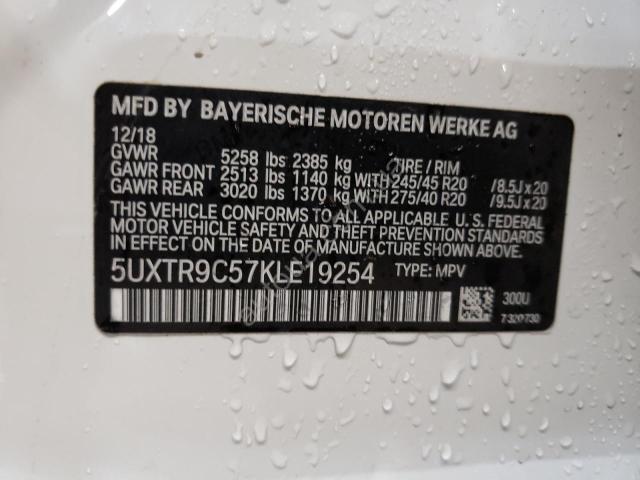 MFD BY BAYERISCHE MOTOREN WERKE AG
12/18
GVWR 5258 lbs 2385 kg TIRE / RIM
GAWR FRONT 2513 lbs 1140 kg WITH 245/45 R20 /8.5J x 20
GAWR REAR 3020 lbs 1370 kg WITH 275/40 R20 /9.5J x 20
THIS VEHICLE CONFORMS TO ALL APPLICABLE U.S. FEDERAL
MOTOR VEHICLE SAFETY AND THEFT PREVENTION STANDARDS
IN EFFECT ON THE DATE OF MANUFACTURE SHOWN ABOVE.
5UXTR9C57KLE19254 TYPE: MPV
300U
7 320730